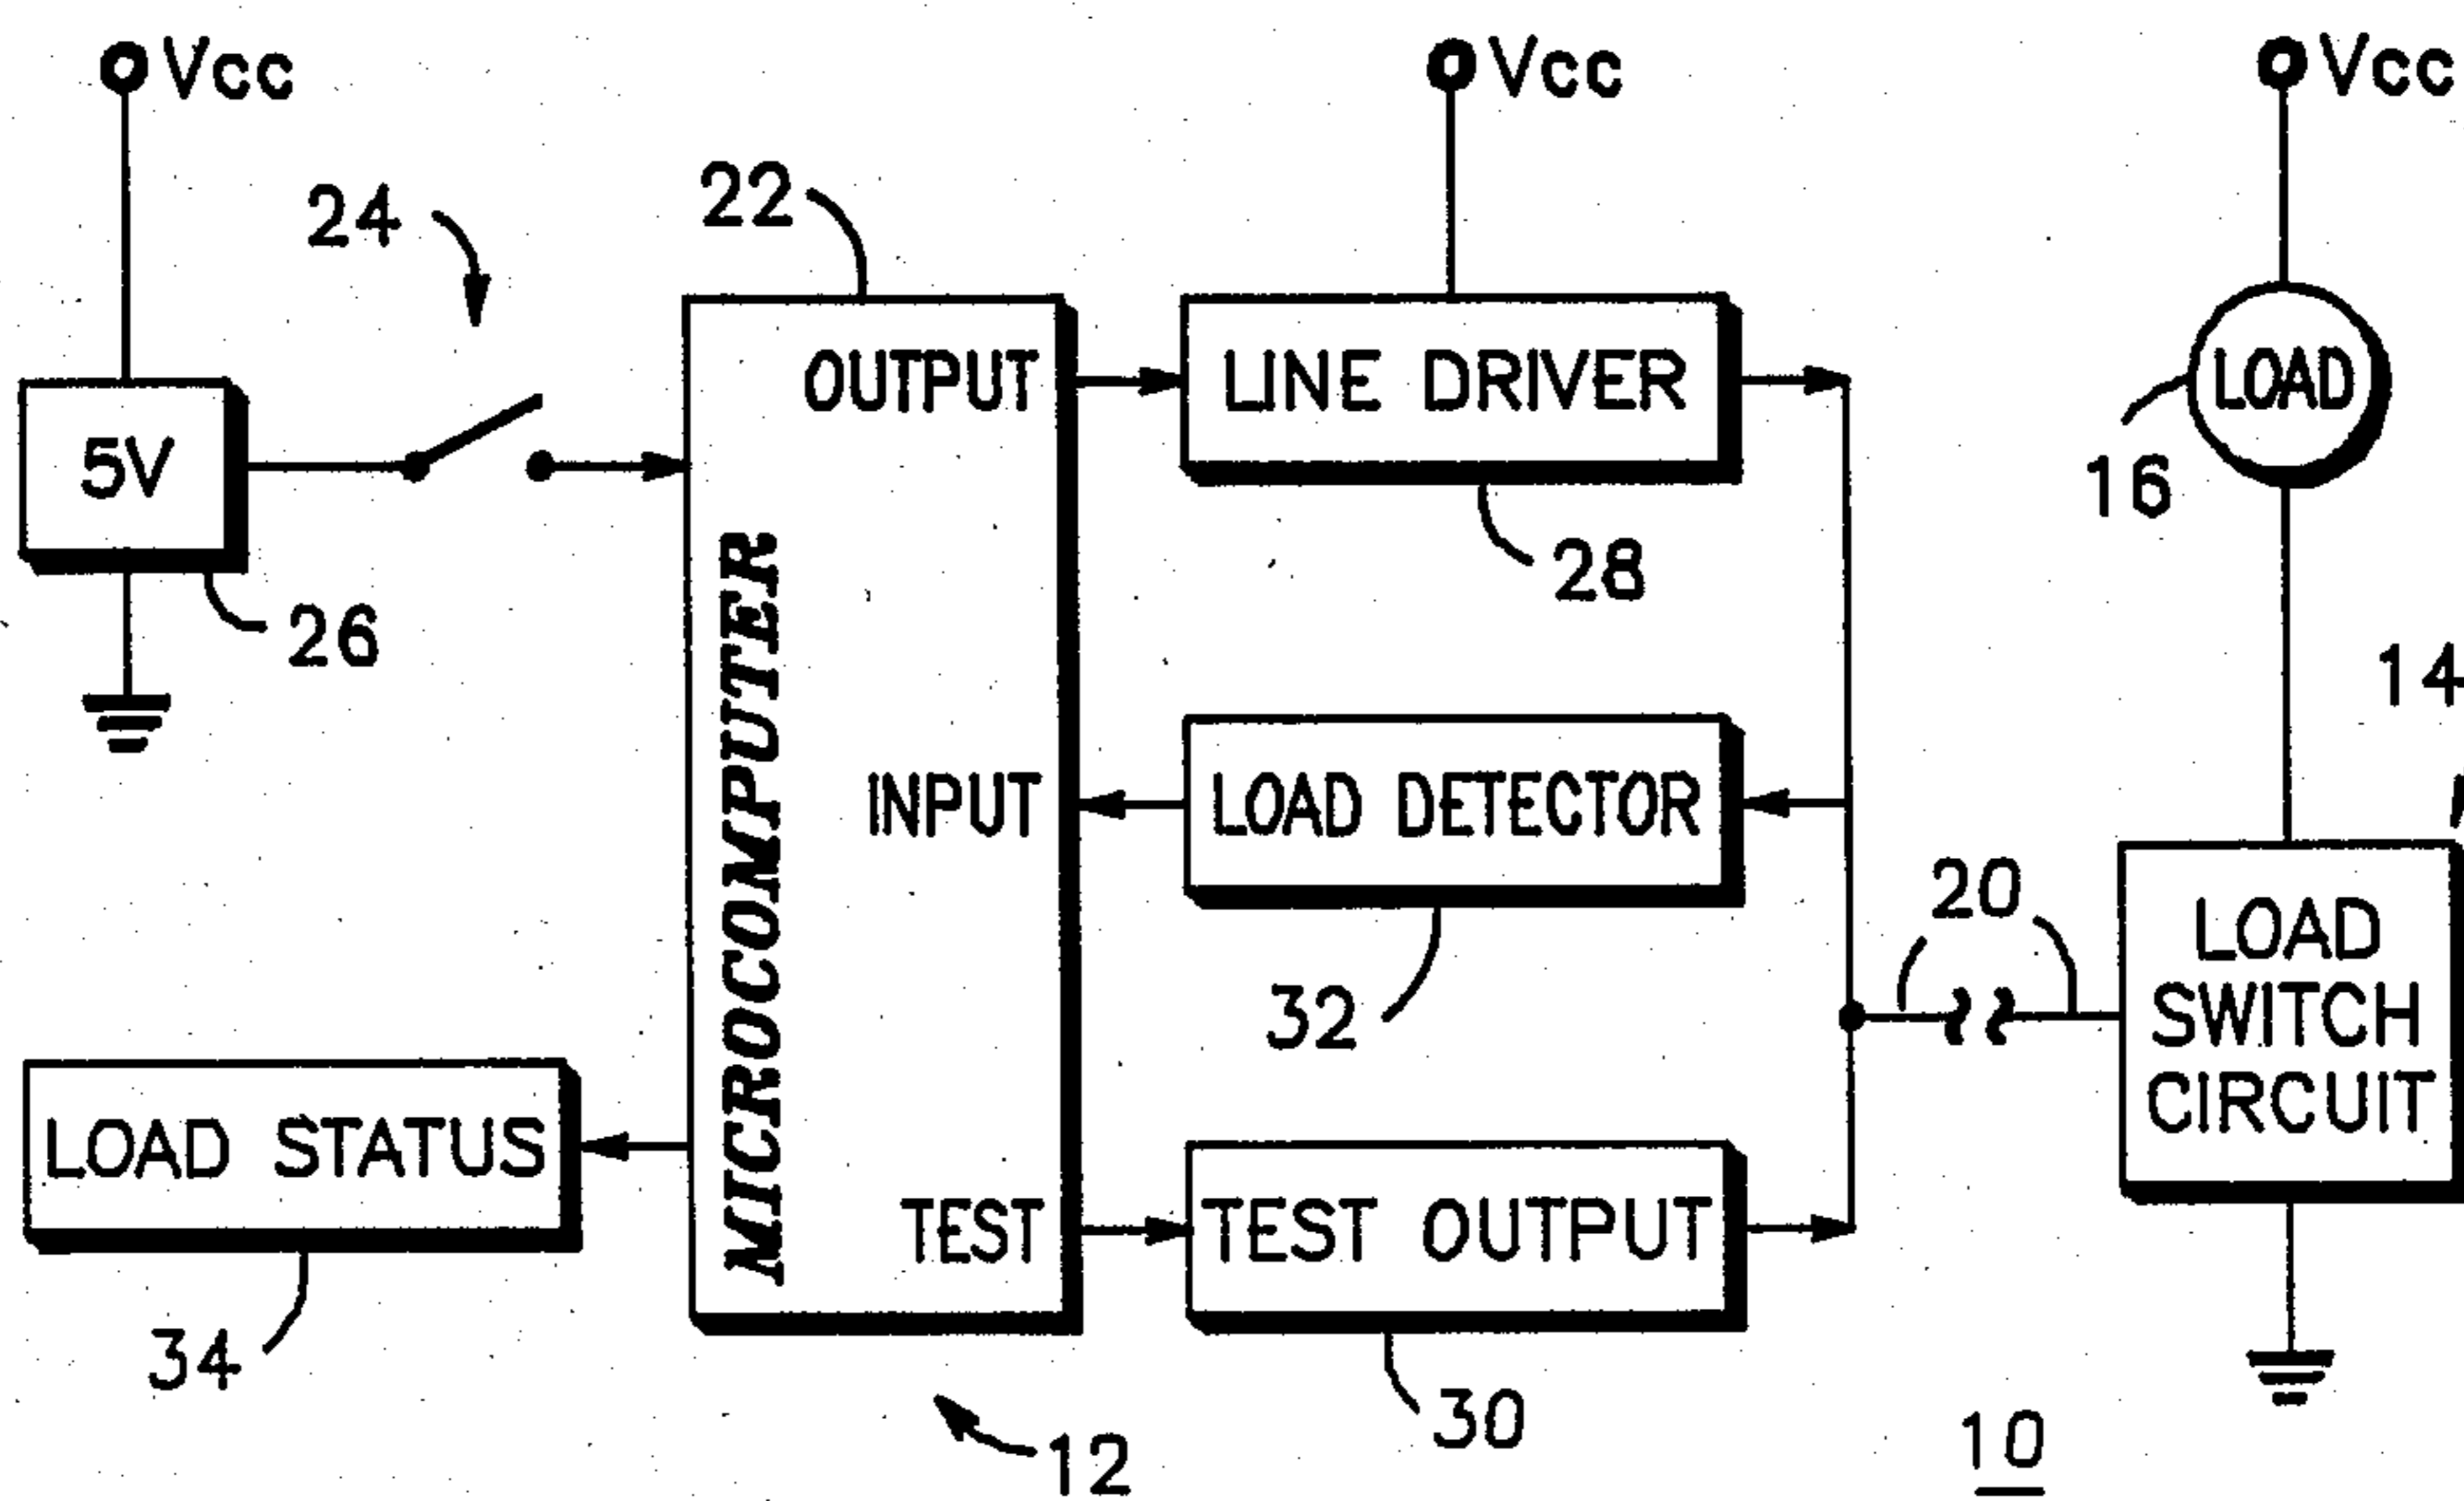 Vcc
Vcc
Vcc
24
22
OUTPUT
LINE DRIVER
LOAD
5V
16
28
26
14
MICROCOMPUTER
INPUT
LOAD DETECTOR
20
LOAD
SWITCH
CIRCUIT
32
LOAD STATUS
TEST
TEST OUTPUT
34
30
12
10